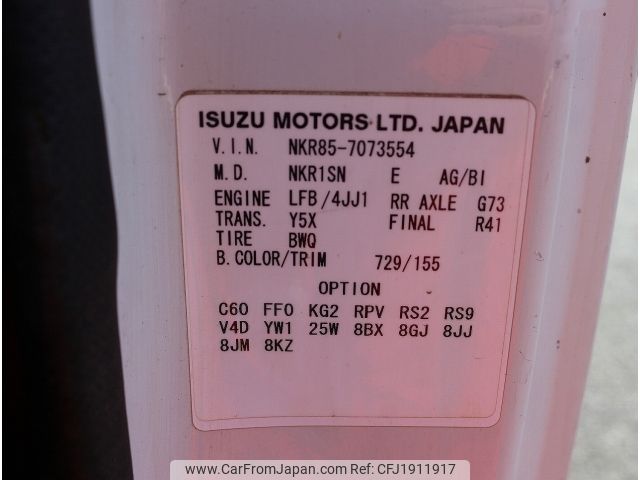 ISUZU MOTORS LTD. JAPAN
V.I.N. NKR85-7073554
M.D. NKR1SN E AG/BI
ENGINE LFB/4JJ1 RR AXLE G73
TRANS. Y5X FINAL R41
TIRE BWQ
B.COLOR/TRIM 729/155
OPTION
C60 FF0 KG2 RPV RS2 RS9
V4D YW1 25W 8BX 8GJ 8JJ
8JM 8KZ
www.CarFromJapan.com CFJ1911917